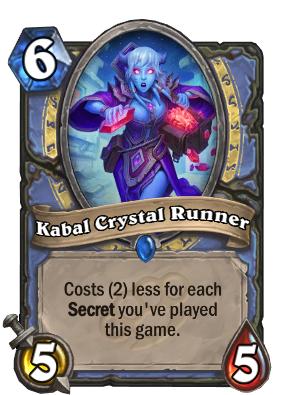 6
Kabal Crystal Runner
Costs (2) less for each
Secret you've played
this game.
5 5